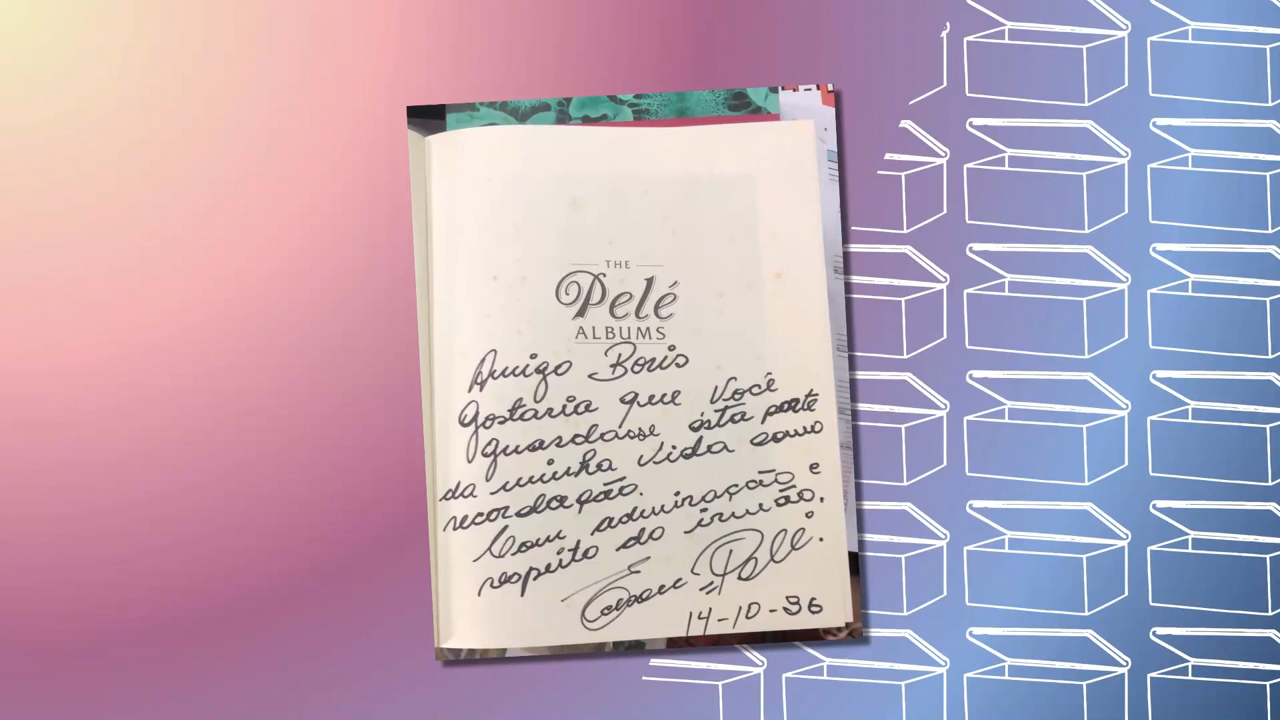 THE
Pelé
ALBUMS
Amigo Boris
Gostaria que Você
guardasse ésta parte
da minha vida como
recordação.
Com admiração e
respeito do irmão.
Edson = Pelé.
14-10-96